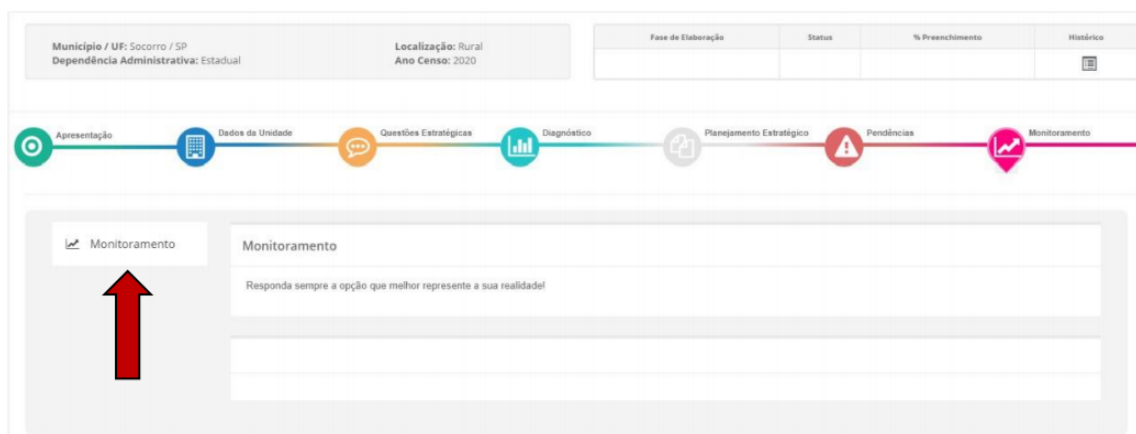 Município / UF: Socorro / SP
Localização: Rural
Dependência Administrativa: Estadual
Ano Censo: 2020
Fase de Elaboração
Status
% Preenchimento
Histórico
Apresentação
Dados da Unidade
Questões Estratégicas
Diagnóstico
Planejamento Estratégico
Pendências
Monitoramento
Monitoramento
Monitoramento
Responda sempre a opção que melhor represente a sua realidade!